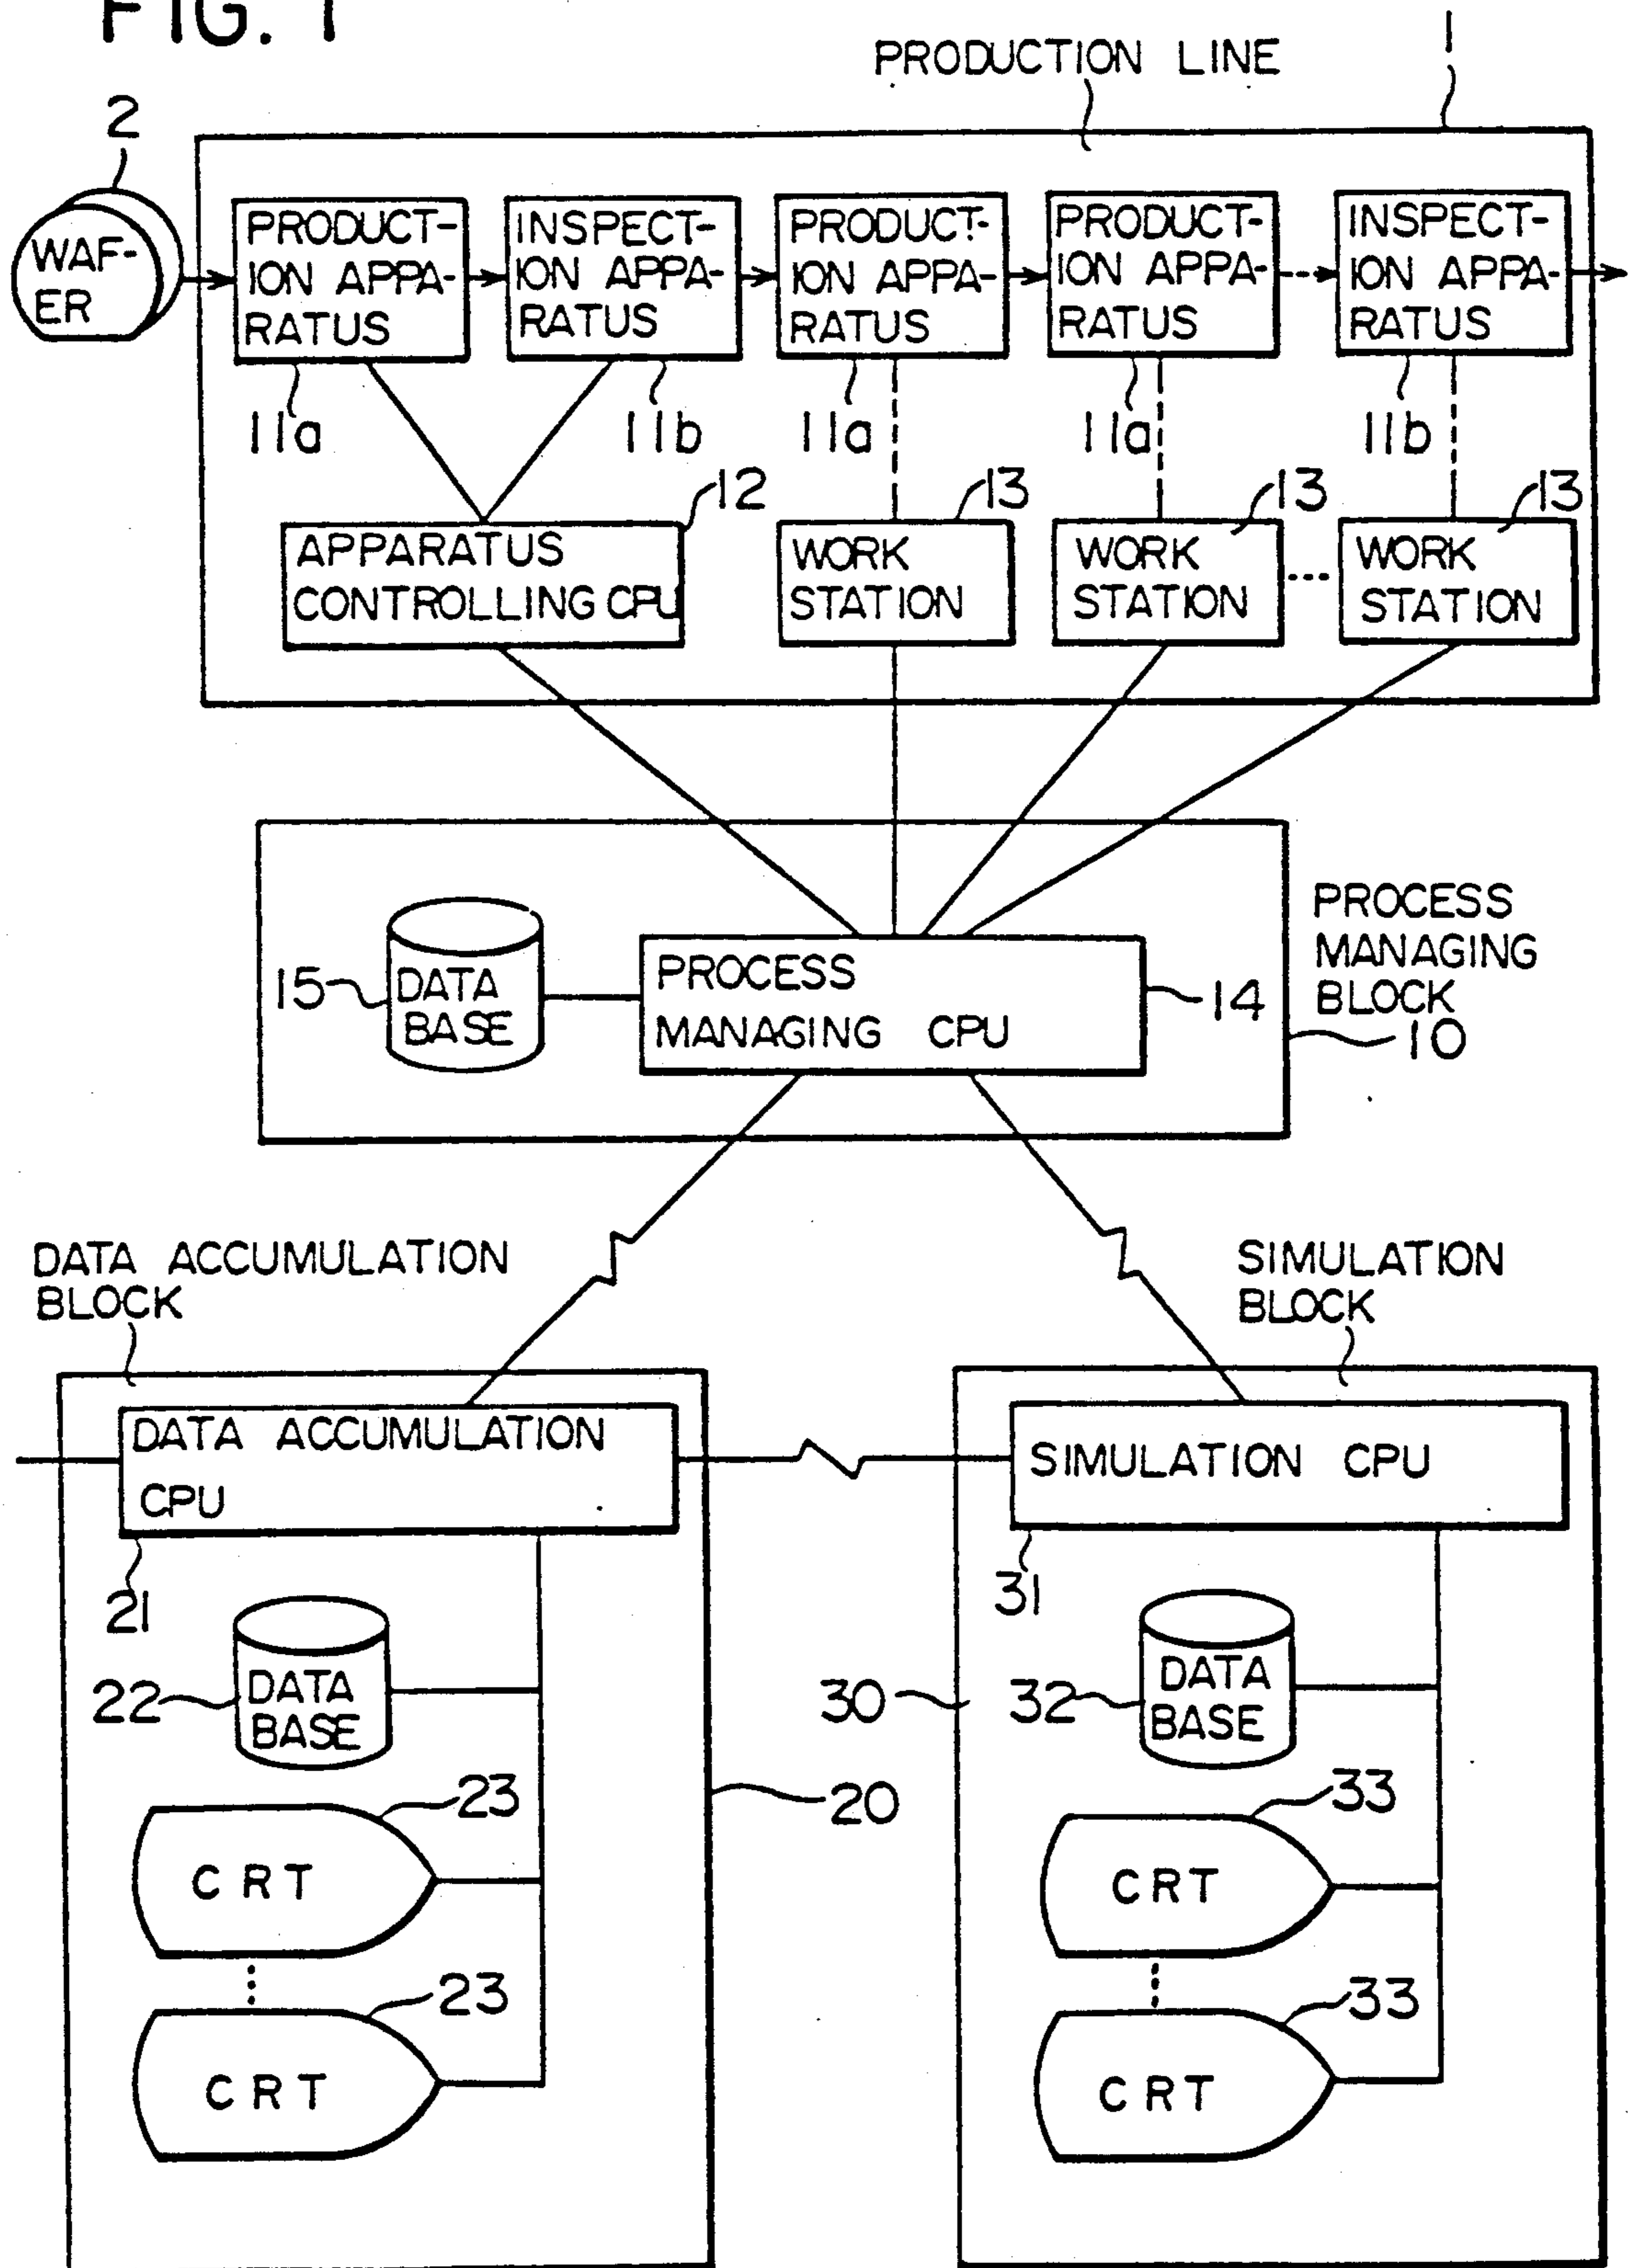 FIG. 1
PRODUCTION LINE
1
2
WAF-
ER
PRODUCT-
ION APPA-
RATUS
INSPECT-
ION APPA-
RATUS
PRODUCT-
ION APPA-
RATUS
PRODUCT-
ION APPA-
RATUS
INSPECT-
ION APPA-
RATUS
11a
11b
11a
11a
11b
12
13
13
13
APPARATUS
CONTROLLING CPU
WORK
STATION
WORK
STATION
...
WORK
STATION
PROCESS
MANAGING
BLOCK
10
15
DATA
BASE
PROCESS
MANAGING CPU
14
DATA ACCUMULATION
BLOCK
SIMULATION
BLOCK
DATA ACCUMULATION
CPU
SIMULATION CPU
21
31
22
DATA
BASE
30
32
DATA
BASE
23
20
33
CRT
CRT
23
33
CRT
CRT